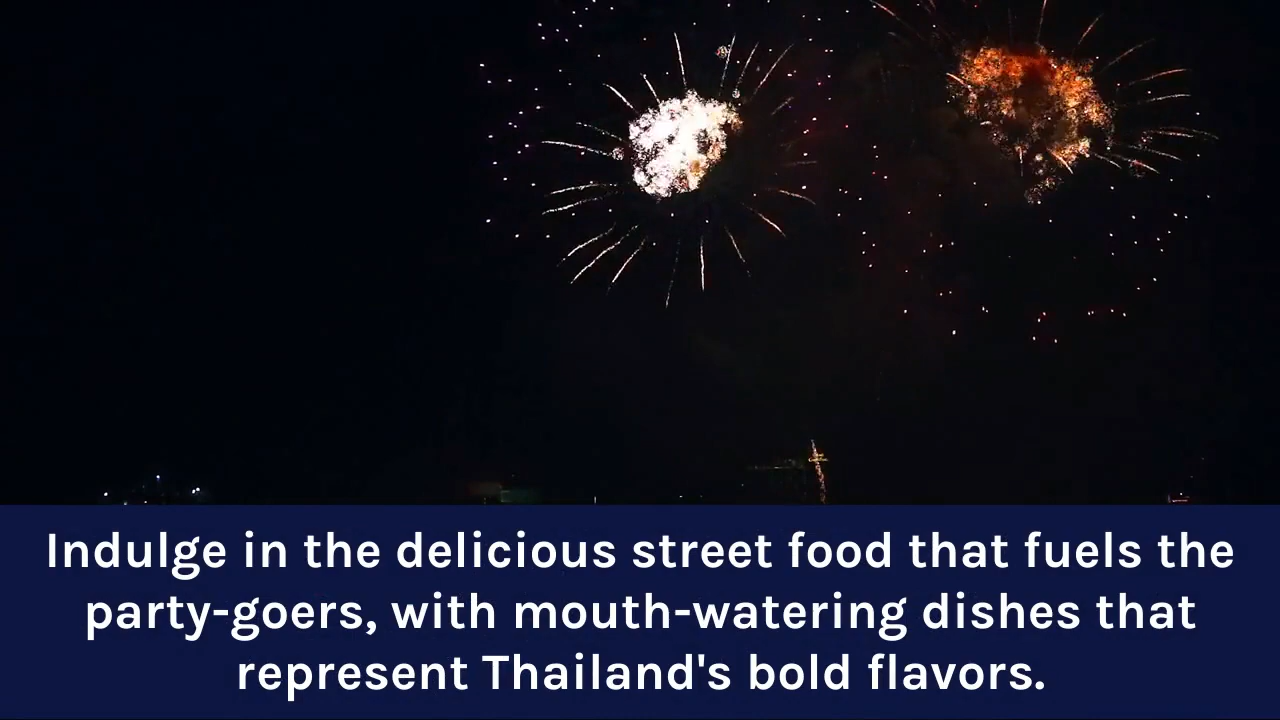 Indulge in the delicious street food that fuels the
party-goers, with mouth-watering dishes that
represent Thailand's bold flavors.